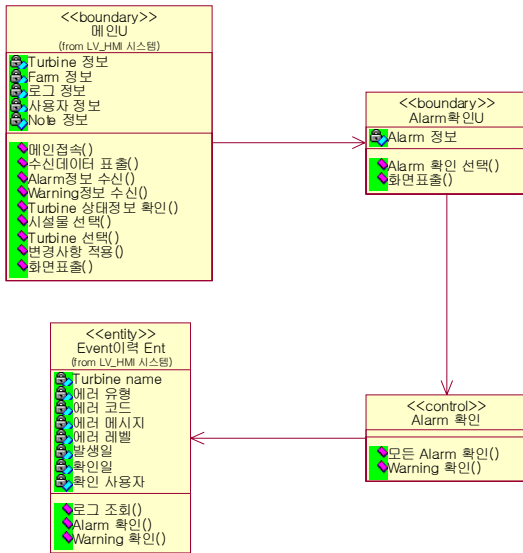 <<boundary>>
메인U
(from LV_HMI 시스템)
Turbine 정보
Farm 정보
로그 정보
사용자 정보
Note 정보
메인접속()
수신데이터 표출()
Alarm정보 수신()
Warning정보 수신()
Turbine 상태정보 확인()
시설물 선택()
Turbine 선택()
변경사항 적용()
화면표출()
<<boundary>>
Alarm확인U
Alarm 정보
Alarm 확인 선택()
화면표출()
<<entity>>
Event이력 Ent
(from LV_HMI 시스템)
Turbine name
에러 유형
에러 코드
에러 메시지
에러 레벨
발생일
확인일
확인 사용자
로그 조회()
Alarm 확인()
Warning 확인()
<<control>>
Alarm 확인
모든 Alarm 확인()
Warning 확인()